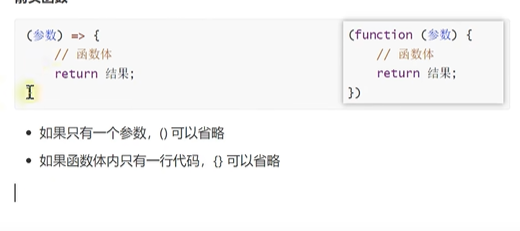 (参数) => {
// 函数体
return 结果;
(function (参数) {
// 函数体
return 结果;
})
如果只有一个参数，() 可以省略
如果函数体内只有一行代码，{} 可以省略